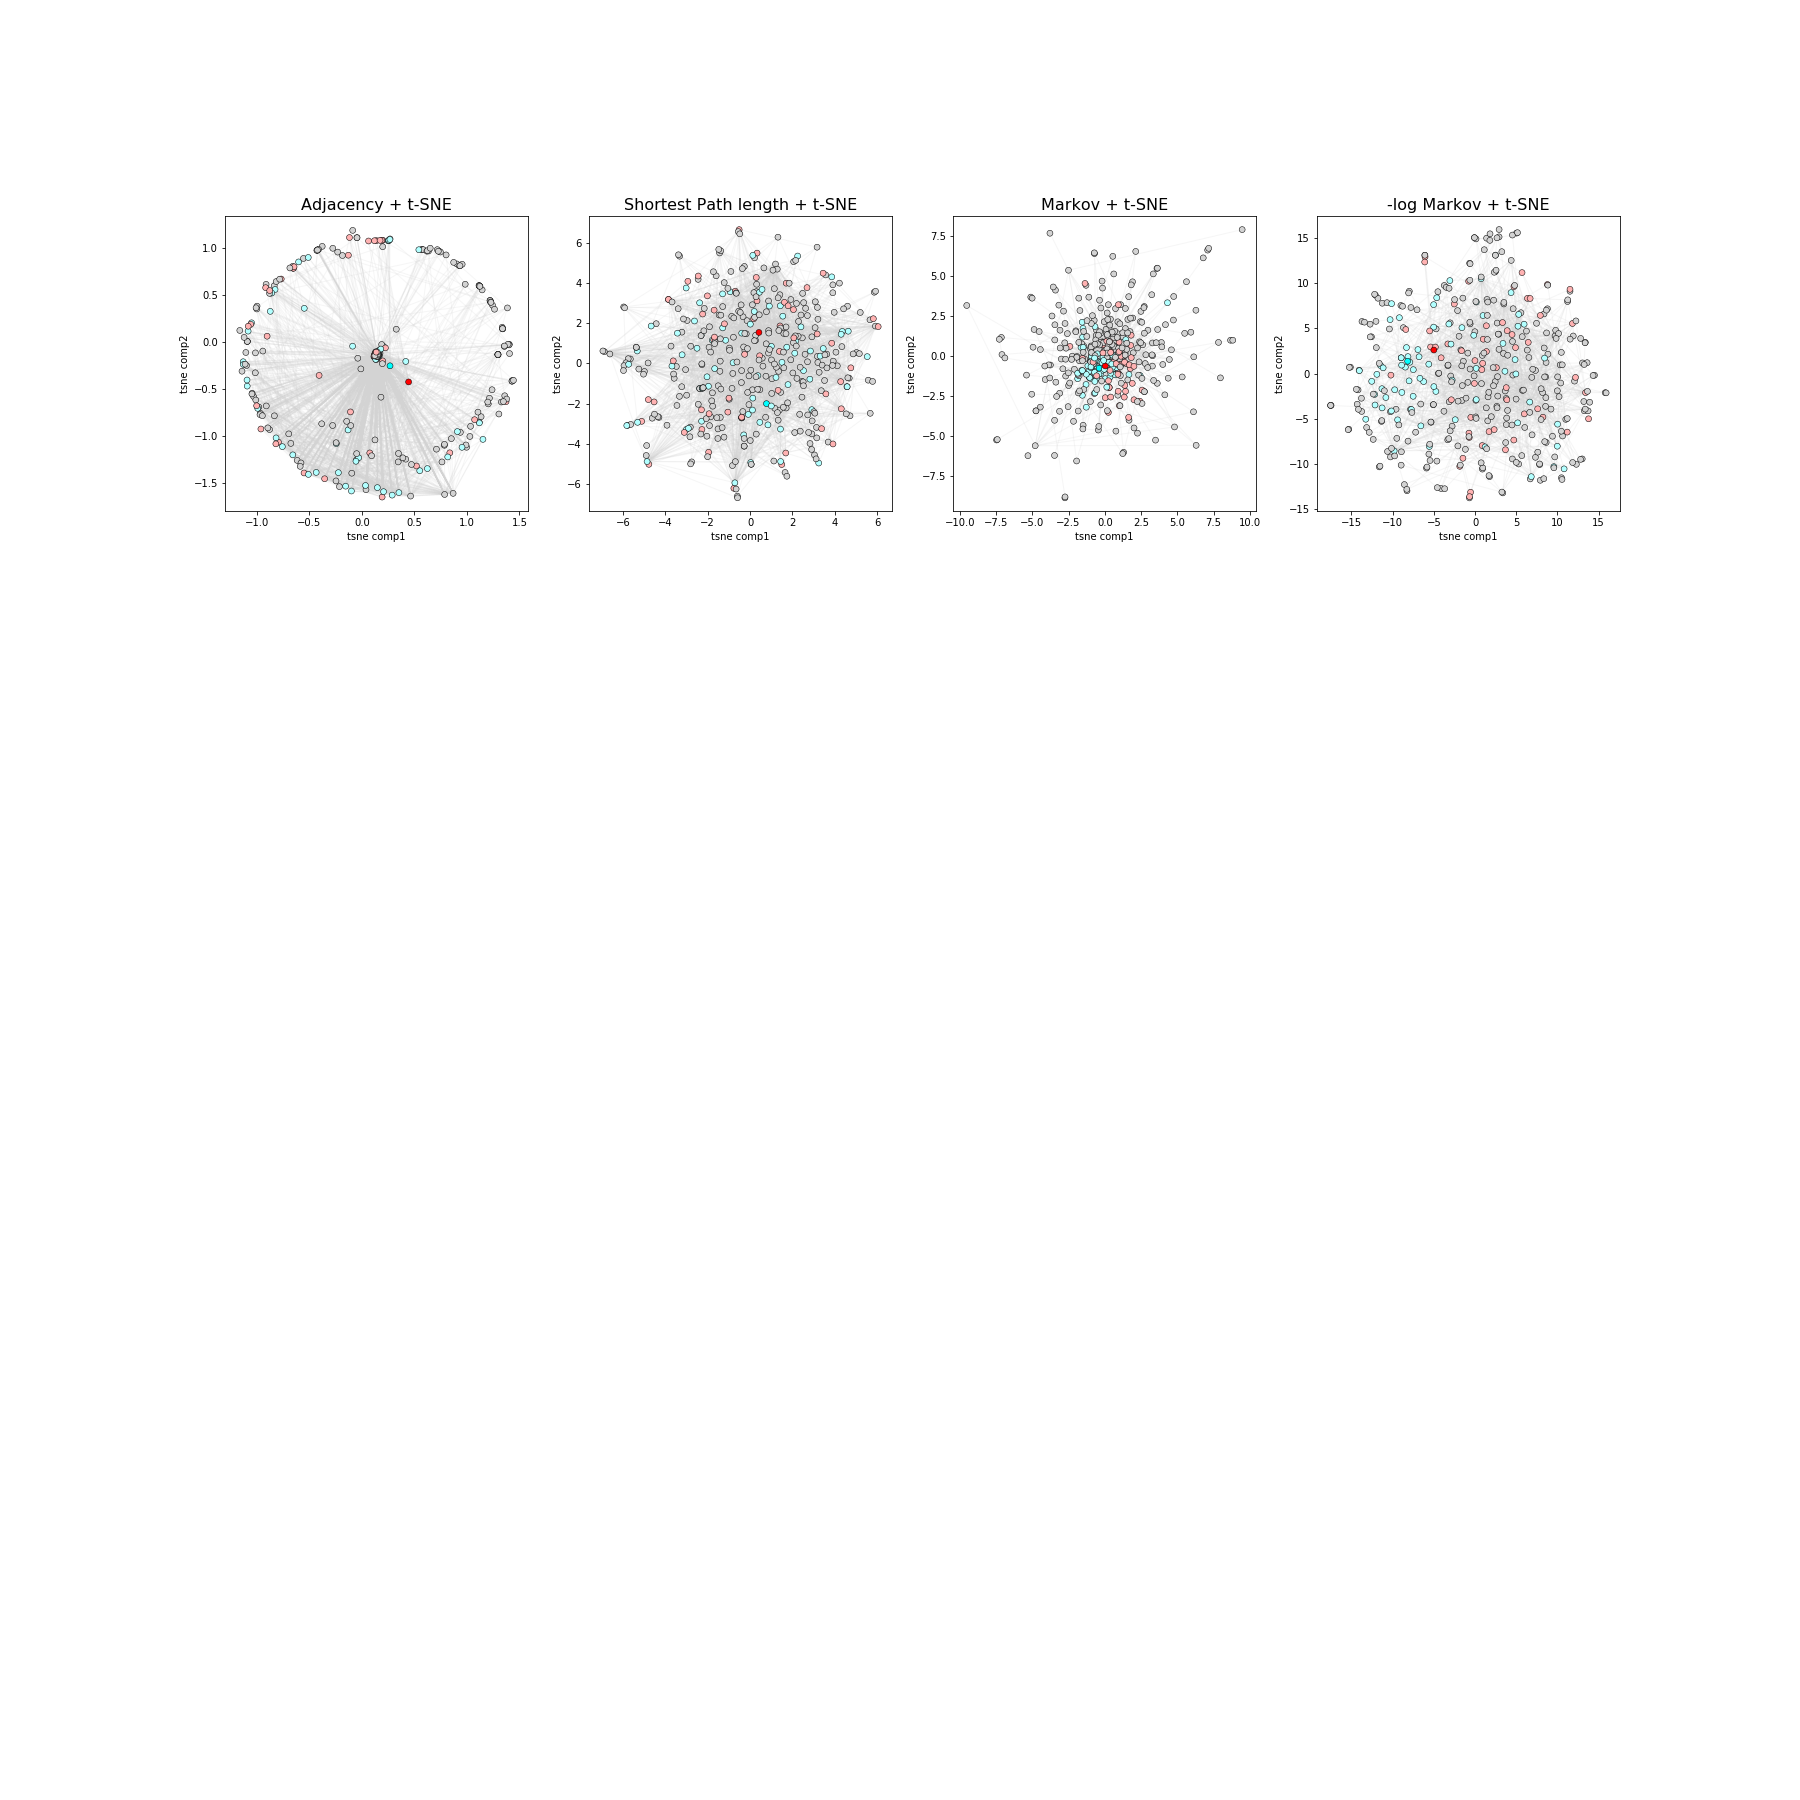 Adjacency + t-SNE
Shortest Path length + t-SNE
Markov + t-SNE
-log Markov + t-SNE
tsne comp2
1.0
0.5
0.0
−0.5
−1.0
−1.5
−1.0 −0.5 0.0 0.5 1.0 1.5
tsne comp1
tsne comp2
6
4
2
0
−2
−4
−6
−6 −4 −2 0 2 4 6
tsne comp1
tsne comp2
7.5
5.0
2.5
0.0
−2.5
−5.0
−7.5
−10.0 −7.5 −5.0 −2.5 0.0 2.5 5.0 7.5 10.0
tsne comp1
tsne comp2
15
10
5
0
−5
−10
−15
−15 −10 −5 0 5 10 15
tsne comp1